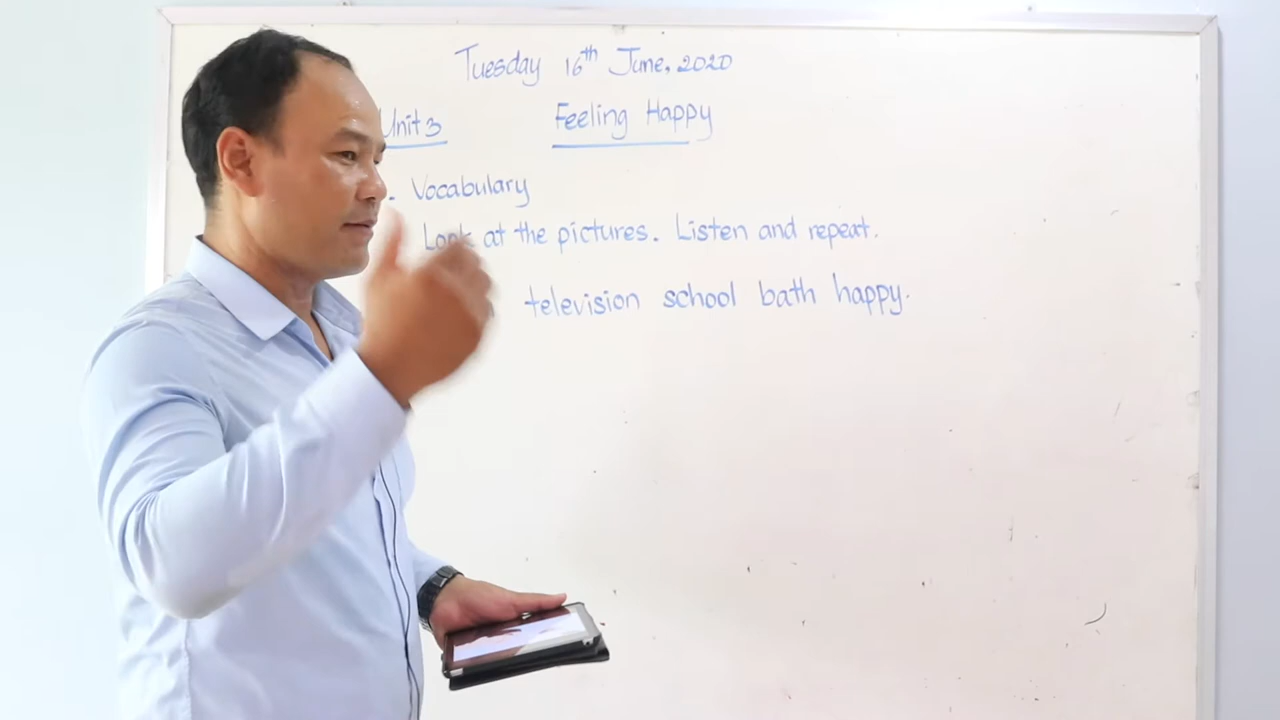 Tuesday 16th June, 2020
Unit 3 Feeling Happy
. Vocabulary
Look at the pictures. Listen and repeat.
television school bath happy.